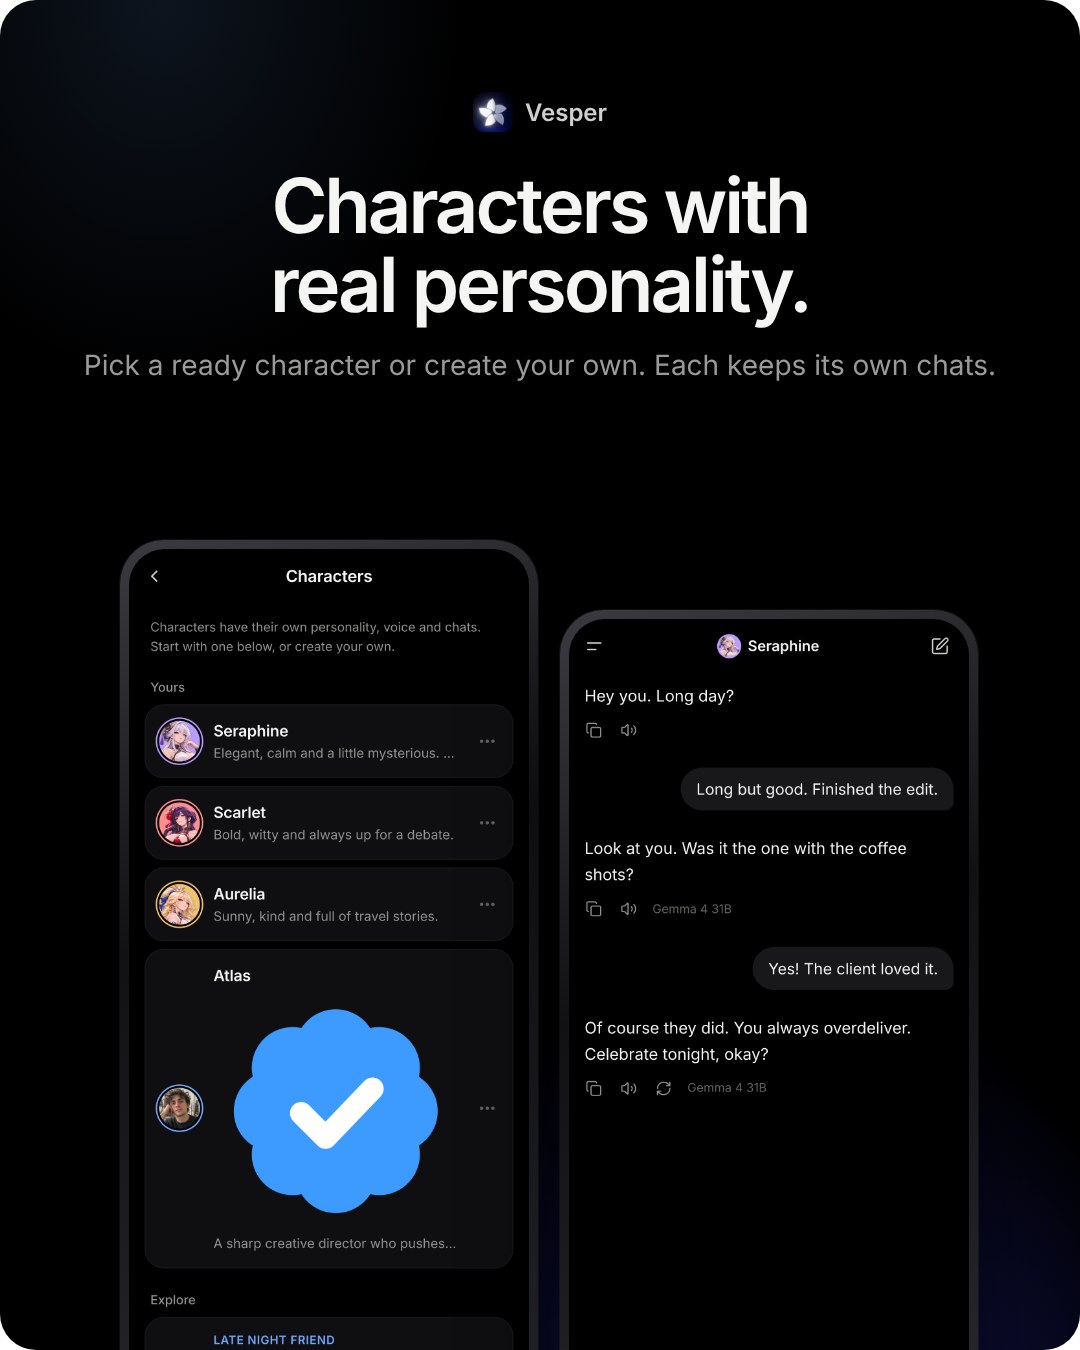 Vesper
Characters with
real personality.
Pick a ready character or create your own. Each keeps its own chats.
Characters
Characters have their own personality, voice and chats.
Start with one below, or create your own.
Yours
Seraphine
Elegant, calm and a little mysterious. ...
Scarlet
Bold, witty and always up for a debate.
Aurelia
Sunny, kind and full of travel stories.
Atlas
A sharp creative director who pushes...
Explore
LATE NIGHT FRIEND
Seraphine
Hey you. Long day?
Long but good. Finished the edit.
Look at you. Was it the one with the coffee
shots?
Gemma 4 31B
Yes! The client loved it.
Of course they did. You always overdeliver.
Celebrate tonight, okay?
Gemma 4 31B